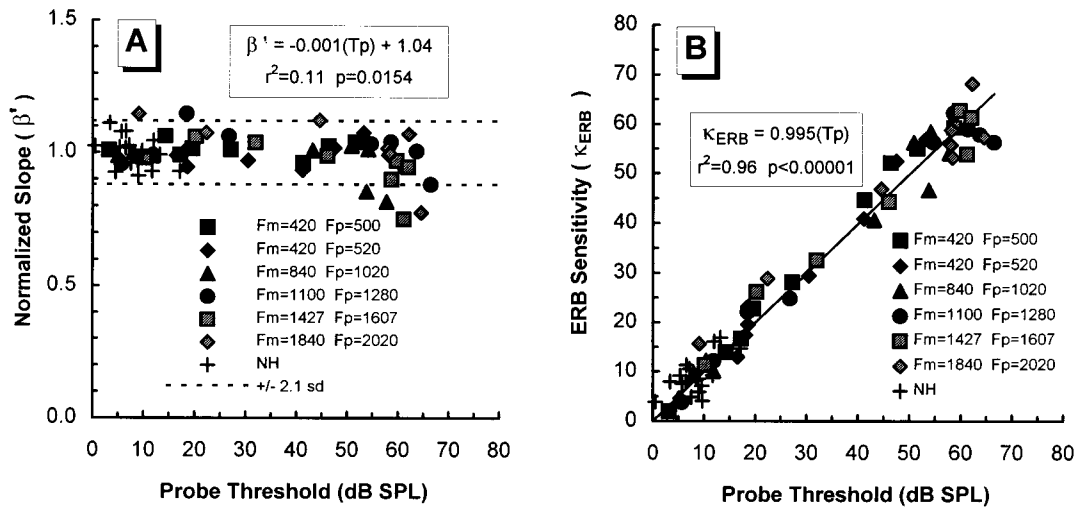 A
β' = -0.001(Tp) + 1.04
r²=0.11 p=0.0154
Normalized Slope ( β' )
1.5
1.0
0.5
0.0
Fm=420 Fp=500
Fm=420 Fp=520
Fm=840 Fp=1020
Fm=1100 Fp=1280
Fm=1427 Fp=1607
Fm=1840 Fp=2020
NH
+/- 2.1 sd
0 10 20 30 40 50 60 70 80
Probe Threshold (dB SPL)
B
κERB = 0.995(Tp)
r²=0.96 p<0.00001
ERB Sensitivity ( κERB )
80
70
60
50
40
30
20
10
0
Fm=420 Fp=500
Fm=420 Fp=520
Fm=840 Fp=1020
Fm=1100 Fp=1280
Fm=1427 Fp=1607
Fm=1840 Fp=2020
NH
0 10 20 30 40 50 60 70 80
Probe Threshold (dB SPL)